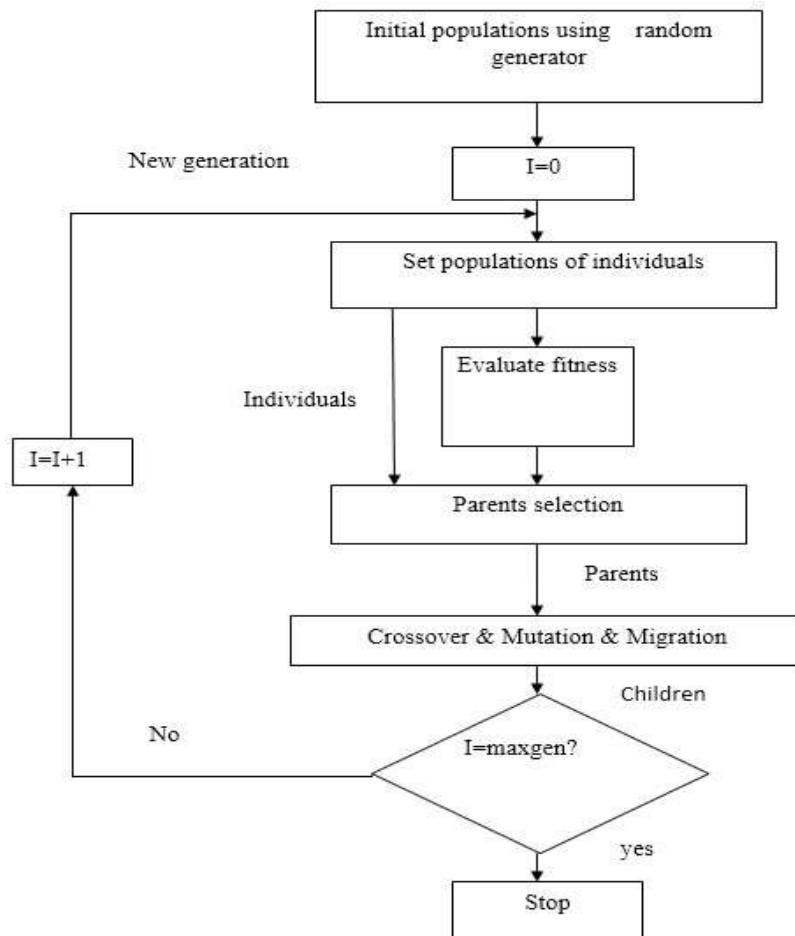 Initial populations using random
generator
New generation
I=0
Set populations of individuals
Evaluate fitness
Individuals
I=I+1
Parents selection
Parents
Crossover & Mutation & Migration
Children
No
I=maxgen?
yes
Stop